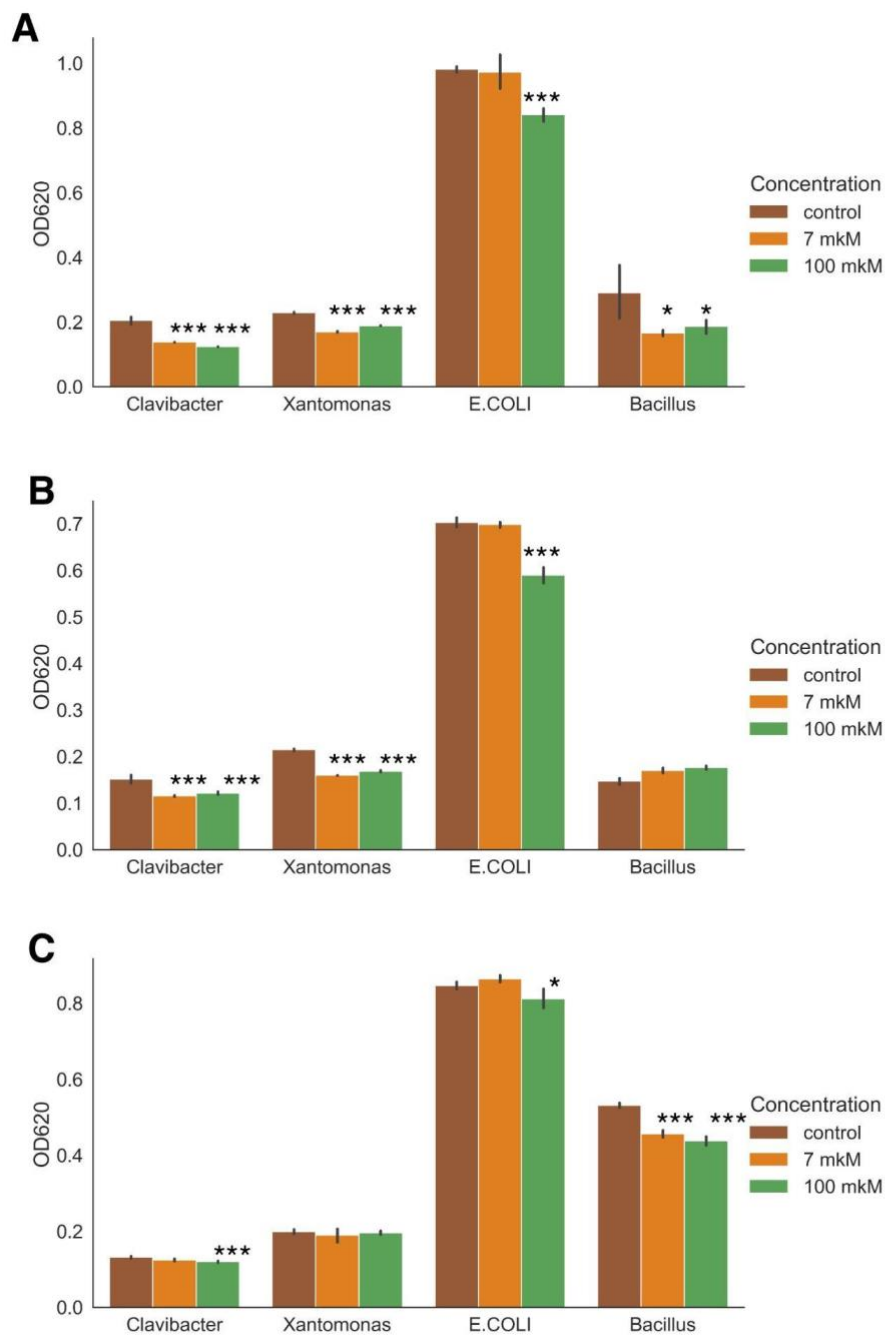 A
OD620
1.0
0.8
0.6
0.4
0.2
0.0
***
*** *** *** *** * *
Clavibacter Xantomonas E.COLI Bacillus
Concentration
control
7 mkM
100 mkM
B
OD620
0.7
0.6
0.5
0.4
0.3
0.2
0.1
0.0
***
*** *** *** ***
Clavibacter Xantomonas E.COLI Bacillus
Concentration
control
7 mkM
100 mkM
C
OD620
0.8
0.6
0.4
0.2
0.0
*
*** ***
***
Clavibacter Xantomonas E.COLI Bacillus
Concentration
control
7 mkM
100 mkM